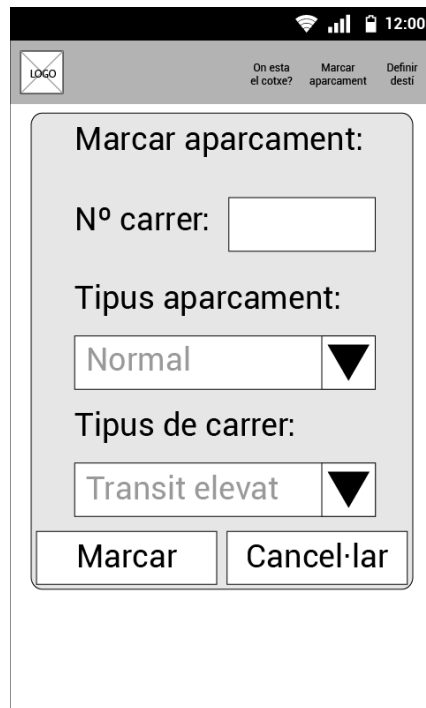 12:00
LOGO
On esta
el cotxe?
Marcar
aparcament
Definir
destí
Marcar aparcament:
Nº carrer:
Tipus aparcament:
Normal
Tipus de carrer:
Transit elevat
Marcar
Cancel·lar